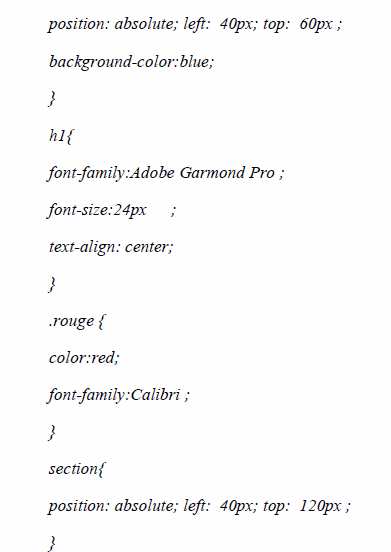 position: absolute; left:  40px; top:  60px ;
background-color:blue;
}
h1{
font-family:Adobe Garmond Pro ;
font-size:24px     ;
text-align: center;
}
.rouge {
color:red;
font-family:Calibri ;
}
section{
position: absolute; left:  40px; top:  120px ;
}